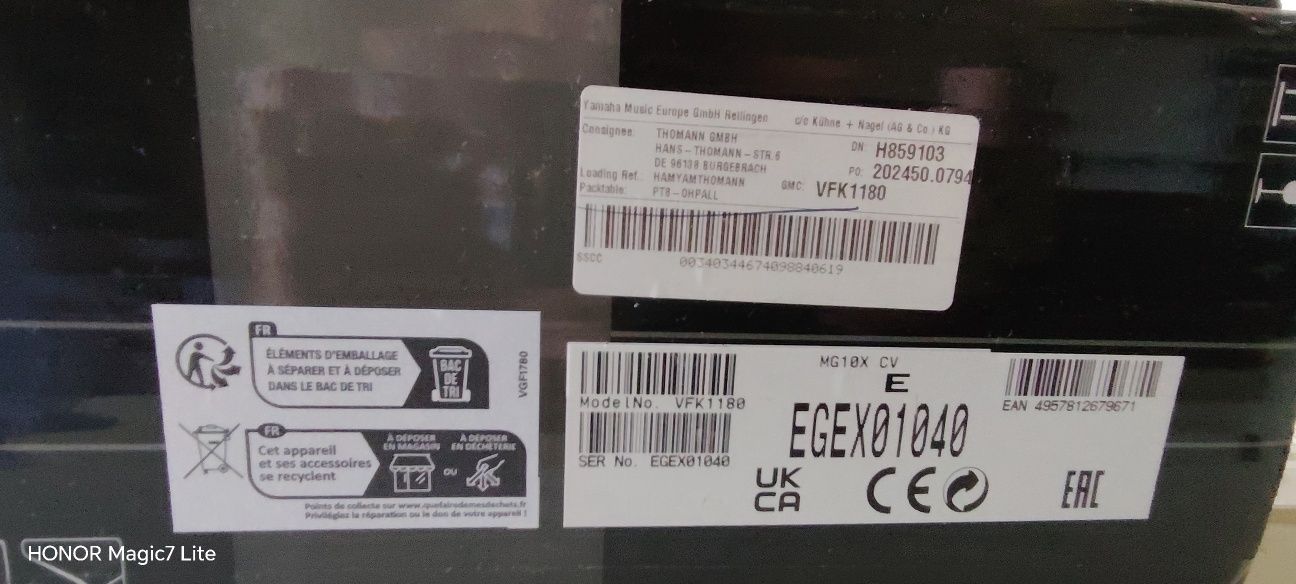 Yamaha Music Europe GmbH Rellingen c/o Kühne + Nagel (AG & Co.) KG
Consignee: THOMANN GMBH
HANS-THOMANN-STR.6
DE 96138 BURGEBRACH
Loading Ref.: HAMYAMTHOMANN
Packtable: PT8-OHPALL
DN: H859103
PO: 202450.0794
GMC: VFK1180
SSCC 00340344674098840619
FR
ÉLÉMENTS D'EMBALLAGE
À SÉPARER ET À DÉPOSER
DANS LE BAC DE TRI
BAC
DE
TRI
VGF1780
FR
Cet appareil
et ses accessoires
se recyclent
À DÉPOSER
EN MAGASIN
OU
À DÉPOSER
EN DÉCHÈTERIE
Points de collecte sur www.quefairedemesdechets.fr
Privilégiez la réparation ou le don de votre appareil !
ModelNo. VFK1180
SER No. EGEX01040
MG10X CV
E
EGEX01040
EAN 4957812679671
UK
CA
CE
EAC
HONOR Magic7 Lite